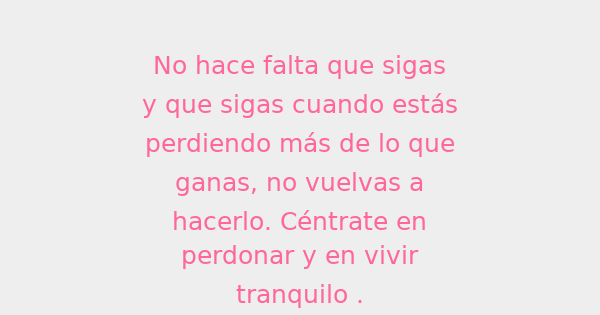 No hace falta que sigas
y que sigas cuando estás
perdiendo más de lo que
ganas, no vuelvas a
hacerlo. Céntrate en
perdonar y en vivir
tranquilo .